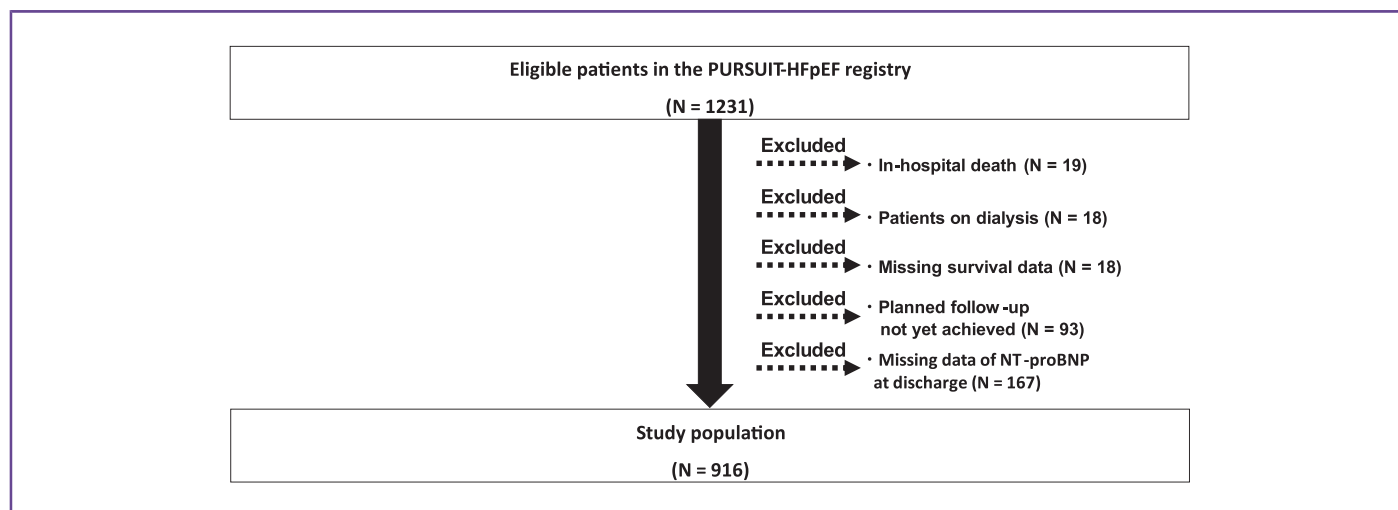 Eligible patients in the PURSUIT-HFpEF registry
(N = 1231)
Excluded
· In-hospital death (N = 19)
Excluded
· Patients on dialysis (N = 18)
Excluded
· Missing survival data (N = 18)
Excluded
· Planned follow-up
not yet achieved (N = 93)
Excluded
· Missing data of NT-proBNP
at discharge (N = 167)
Study population
(N = 916)